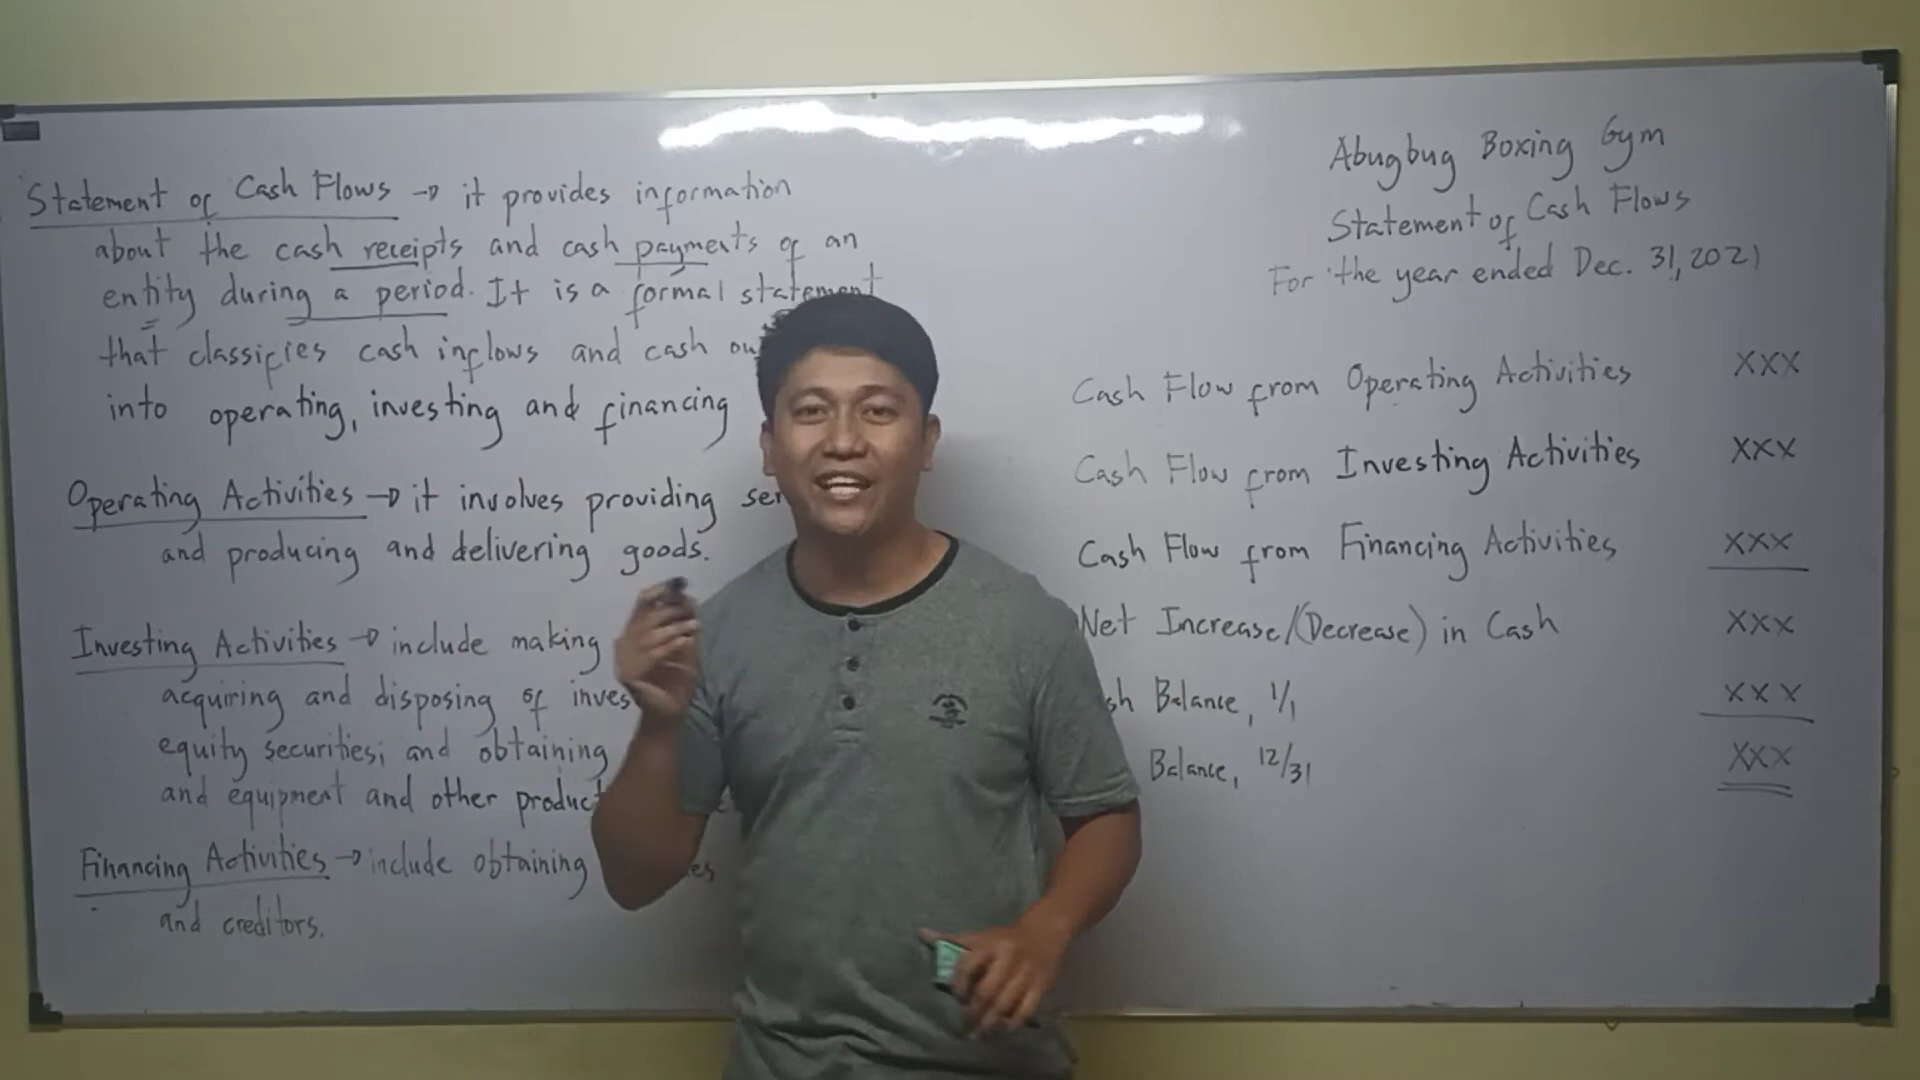 Statement of Cash Flows → it provides information
about the cash receipts and cash payments of an
entity during a period. It is a formal statement
that classifies cash inflows and cash
into operating, investing and financing
Operating Activities → it involves providing
and producing and delivering goods.
Investing Activities → include making
acquiring and disposing of
equity securities; and obtaining
and equipment and other
Financing Activities → include obtaining
and creditors.
Abugbug Boxing Gym
Statement of Cash Flows
For the year ended Dec. 31, 2021
Cash Flow from Operating Activities XXX
Cash Flow from Investing Activities XXX
Cash Flow from Financing Activities XXX
Net Increase/(Decrease) in Cash XXX
Balance, 1/1 XXX
Balance, 12/31 XXX